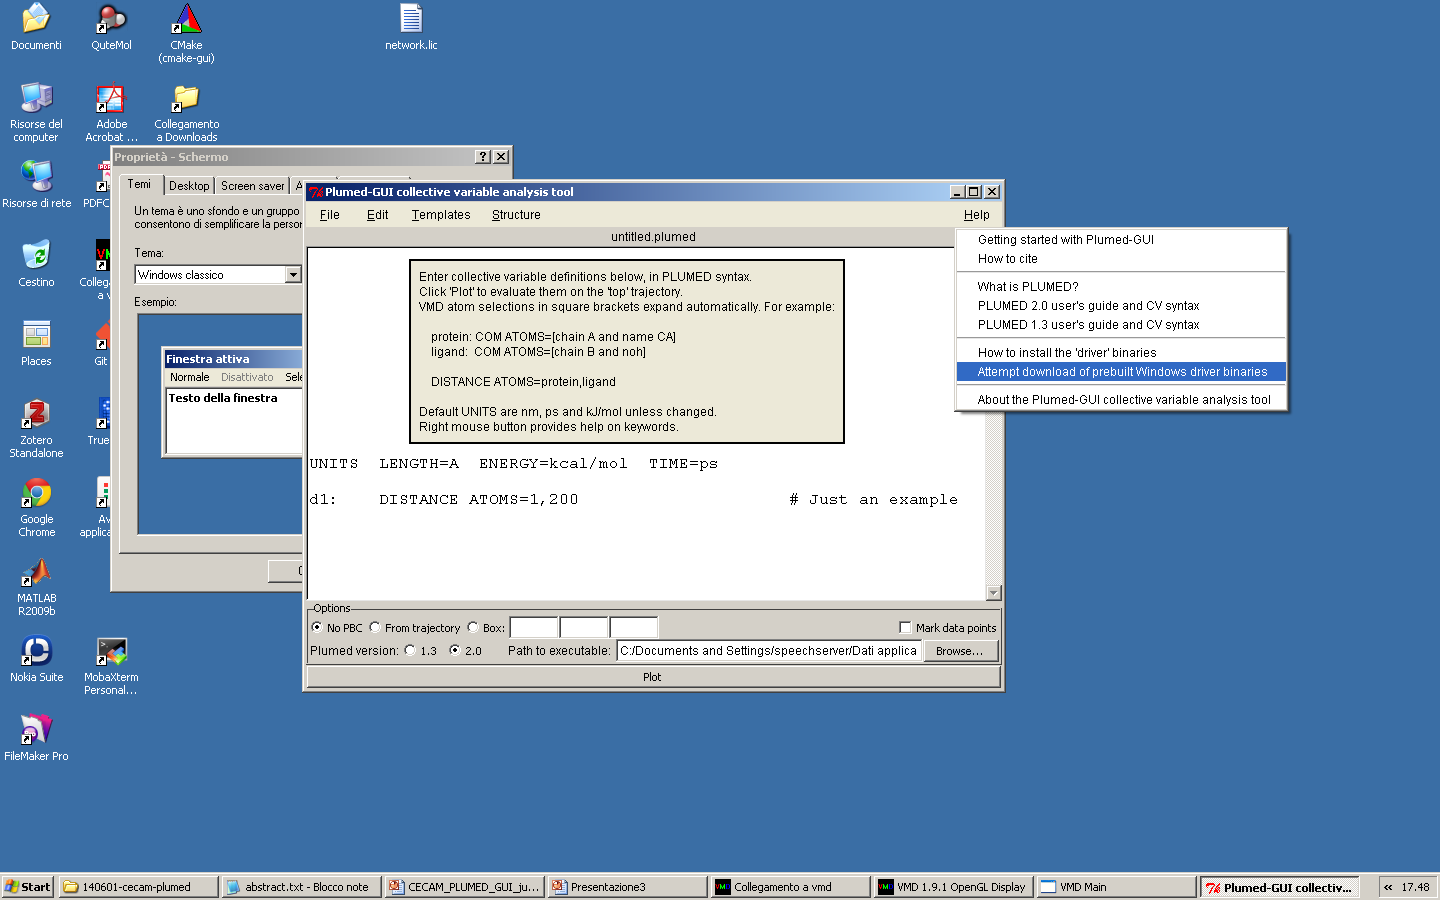 Documenti
QuteMol
CMake
(cmake-gui)
network.lic
Risorse del
computer
Adobe
Acrobat ...
Collegamento
a Downloads
Risorse di rete
PDFC
Cestino
Colleg
a v
Places
Git
Zotero
Standalone
True
Google
Chrome
Av
applica
MATLAB
R2009b
Nokia Suite
MobaXterm
Personal...
FileMaker Pro
Proprietà - Schermo
Temi
Desktop
Screen saver
Un tema è uno sfondo e un gruppo
consentono di semplificare la person
Tema:
Windows classico
Esempio:
Finestra attiva
Normale Disattivato Sele
Testo della finestra
Plumed-GUI collective variable analysis tool
File Edit Templates Structure Help
untitled.plumed
Enter collective variable definitions below, in PLUMED syntax.
Click 'Plot' to evaluate them on the 'top' trajectory.
VMD atom selections in square brackets expand automatically. For example:
protein: COM ATOMS=[chain A and name CA]
ligand: COM ATOMS=[chain B and noh]
DISTANCE ATOMS=protein,ligand
Default UNITS are nm, ps and kJ/mol unless changed.
Right mouse button provides help on keywords.
UNITS LENGTH=A ENERGY=kcal/mol TIME=ps
d1: DISTANCE ATOMS=1,200 # Just an example
Getting started with Plumed-GUI
How to cite
What is PLUMED?
PLUMED 2.0 user's guide and CV syntax
PLUMED 1.3 user's guide and CV syntax
How to install the 'driver' binaries
Attempt download of prebuilt Windows driver binaries
About the Plumed-GUI collective variable analysis tool
Options
No PBC From trajectory Box: Mark data points
Plumed version: 1.3 2.0 Path to executable: C:/Documents and Settings/speechserver/Dati applica Browse...
Plot
Start
140601-cecam-plumed
abstract.txt - Blocco note
CECAM_PLUMED_GUI_ju...
Presentazione3
Collegamento a vmd
VMD 1.9.1 OpenGL Display
VMD Main
Plumed-GUI collectiv...
« 17.48